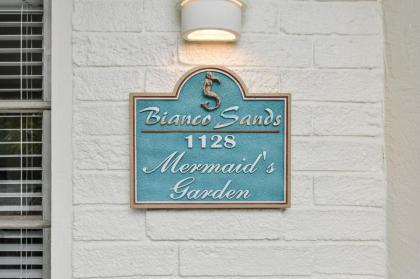 Bianco Sands
1128
Mermaid's
Garden